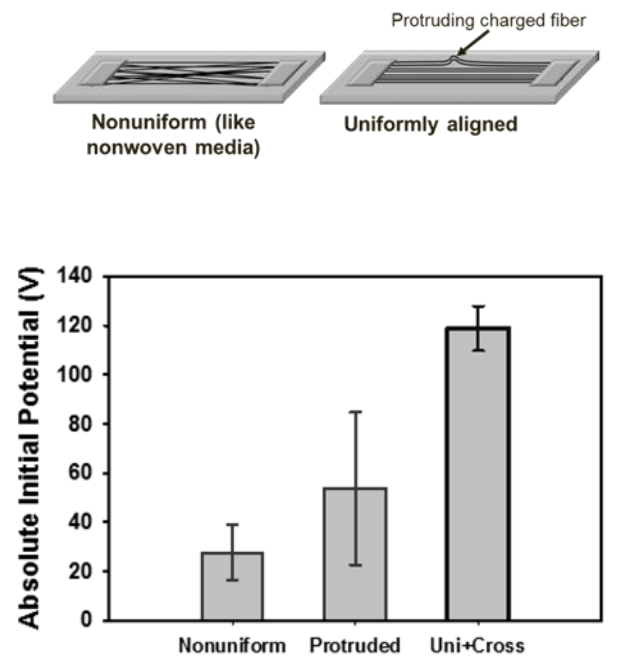 Protruding charged fiber
Nonuniform (like
nonwoven media)
Uniformly aligned
Absolute Initial Potential (V)
140
120
100
80
60
40
20
0
Nonuniform
Protruded
Uni+Cross